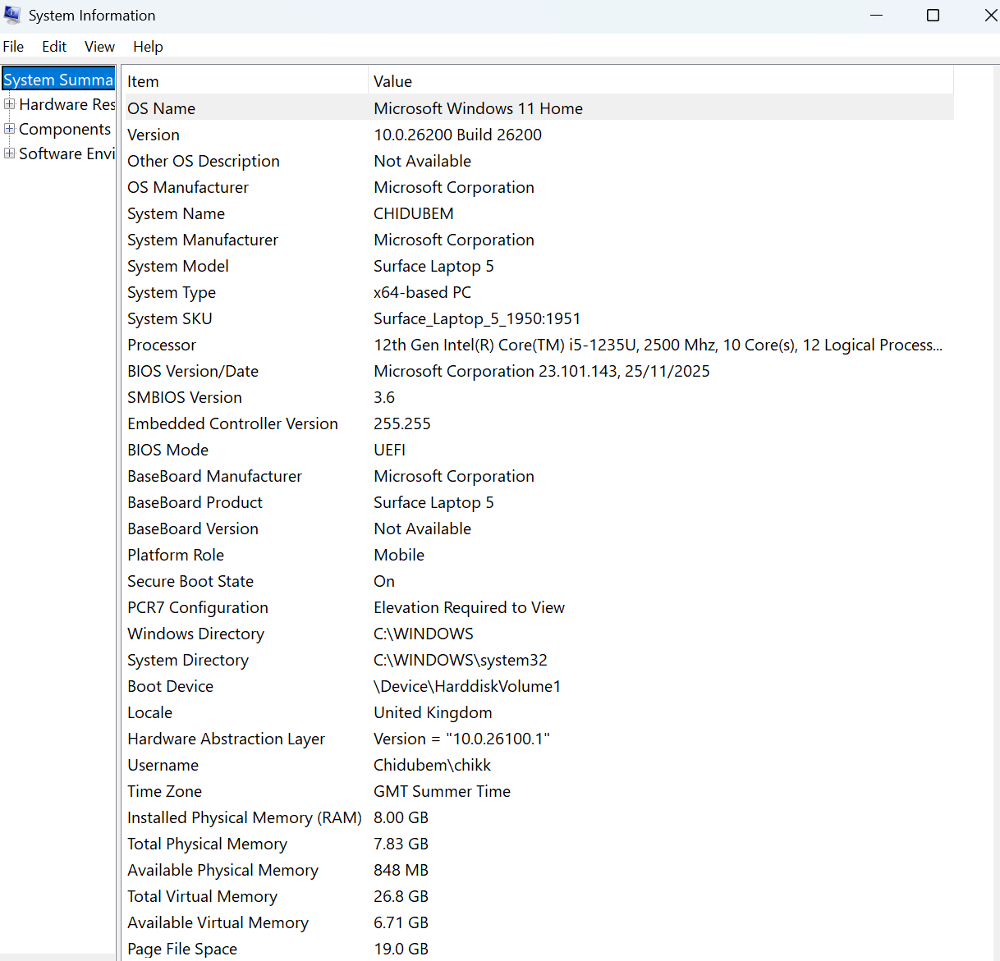 System Information
File Edit View Help
System Summa
Hardware Res
Components
Software Envi
Item Value
OS Name Microsoft Windows 11 Home
Version 10.0.26200 Build 26200
Other OS Description Not Available
OS Manufacturer Microsoft Corporation
System Name CHIDUBEM
System Manufacturer Microsoft Corporation
System Model Surface Laptop 5
System Type x64-based PC
System SKU Surface_Laptop_5_1950:1951
Processor 12th Gen Intel(R) Core(TM) i5-1235U, 2500 Mhz, 10 Core(s), 12 Logical Process...
BIOS Version/Date Microsoft Corporation 23.101.143, 25/11/2025
SMBIOS Version 3.6
Embedded Controller Version 255.255
BIOS Mode UEFI
BaseBoard Manufacturer Microsoft Corporation
BaseBoard Product Surface Laptop 5
BaseBoard Version Not Available
Platform Role Mobile
Secure Boot State On
PCR7 Configuration Elevation Required to View
Windows Directory C:\WINDOWS
System Directory C:\WINDOWS\system32
Boot Device \Device\HarddiskVolume1
Locale United Kingdom
Hardware Abstraction Layer Version = "10.0.26100.1"
Username Chidubem\chikk
Time Zone GMT Summer Time
Installed Physical Memory (RAM) 8.00 GB
Total Physical Memory 7.83 GB
Available Physical Memory 848 MB
Total Virtual Memory 26.8 GB
Available Virtual Memory 6.71 GB
Page File Space 19.0 GB